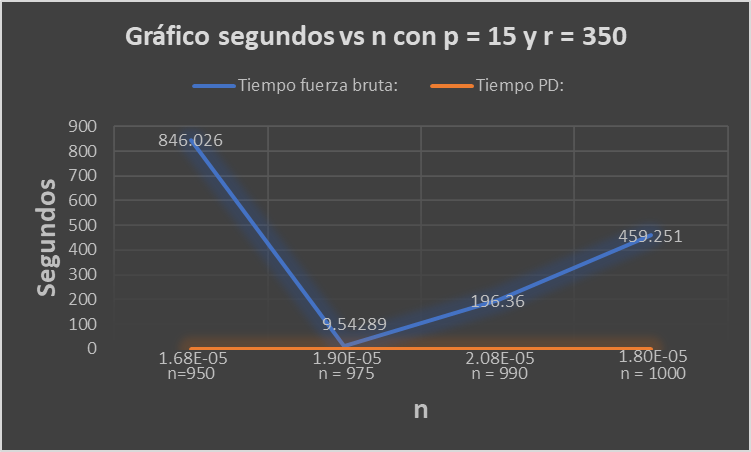 Gráfico segundos vs n con p = 15 y r = 350
Tiempo fuerza bruta: Tiempo PD:
900
800
700
600
500
400
300
200
100
0
Segundos
846.026
9.54289
196.36
459.251
1.68E-05 1.90E-05 2.08E-05 1.80E-05
n=950 n = 975 n = 990 n = 1000
n